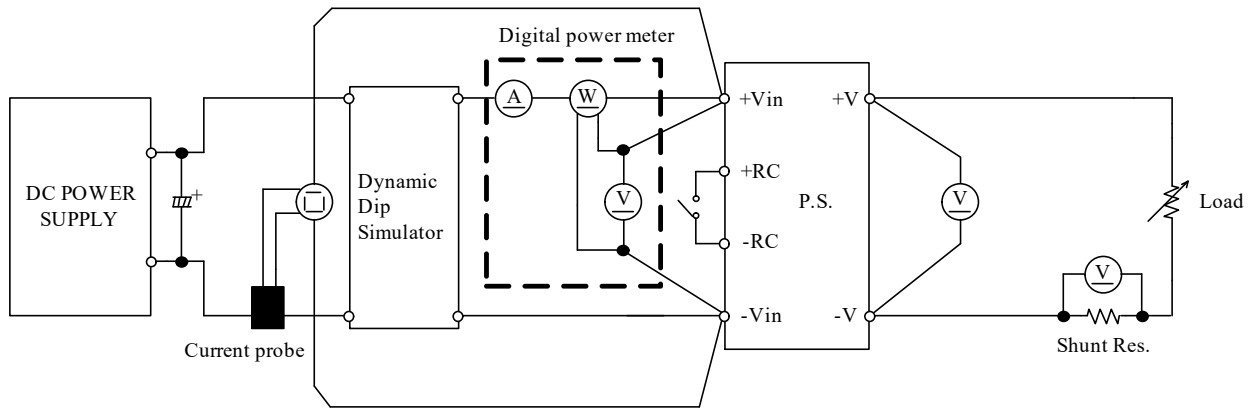 Digital power meter
DC POWER
SUPPLY
+
Dynamic
Dip
Simulator
A
W
V
+Vin
+RC
-RC
-Vin
P.S.
+V
-V
V
Load
V
Shunt Res.
Current probe